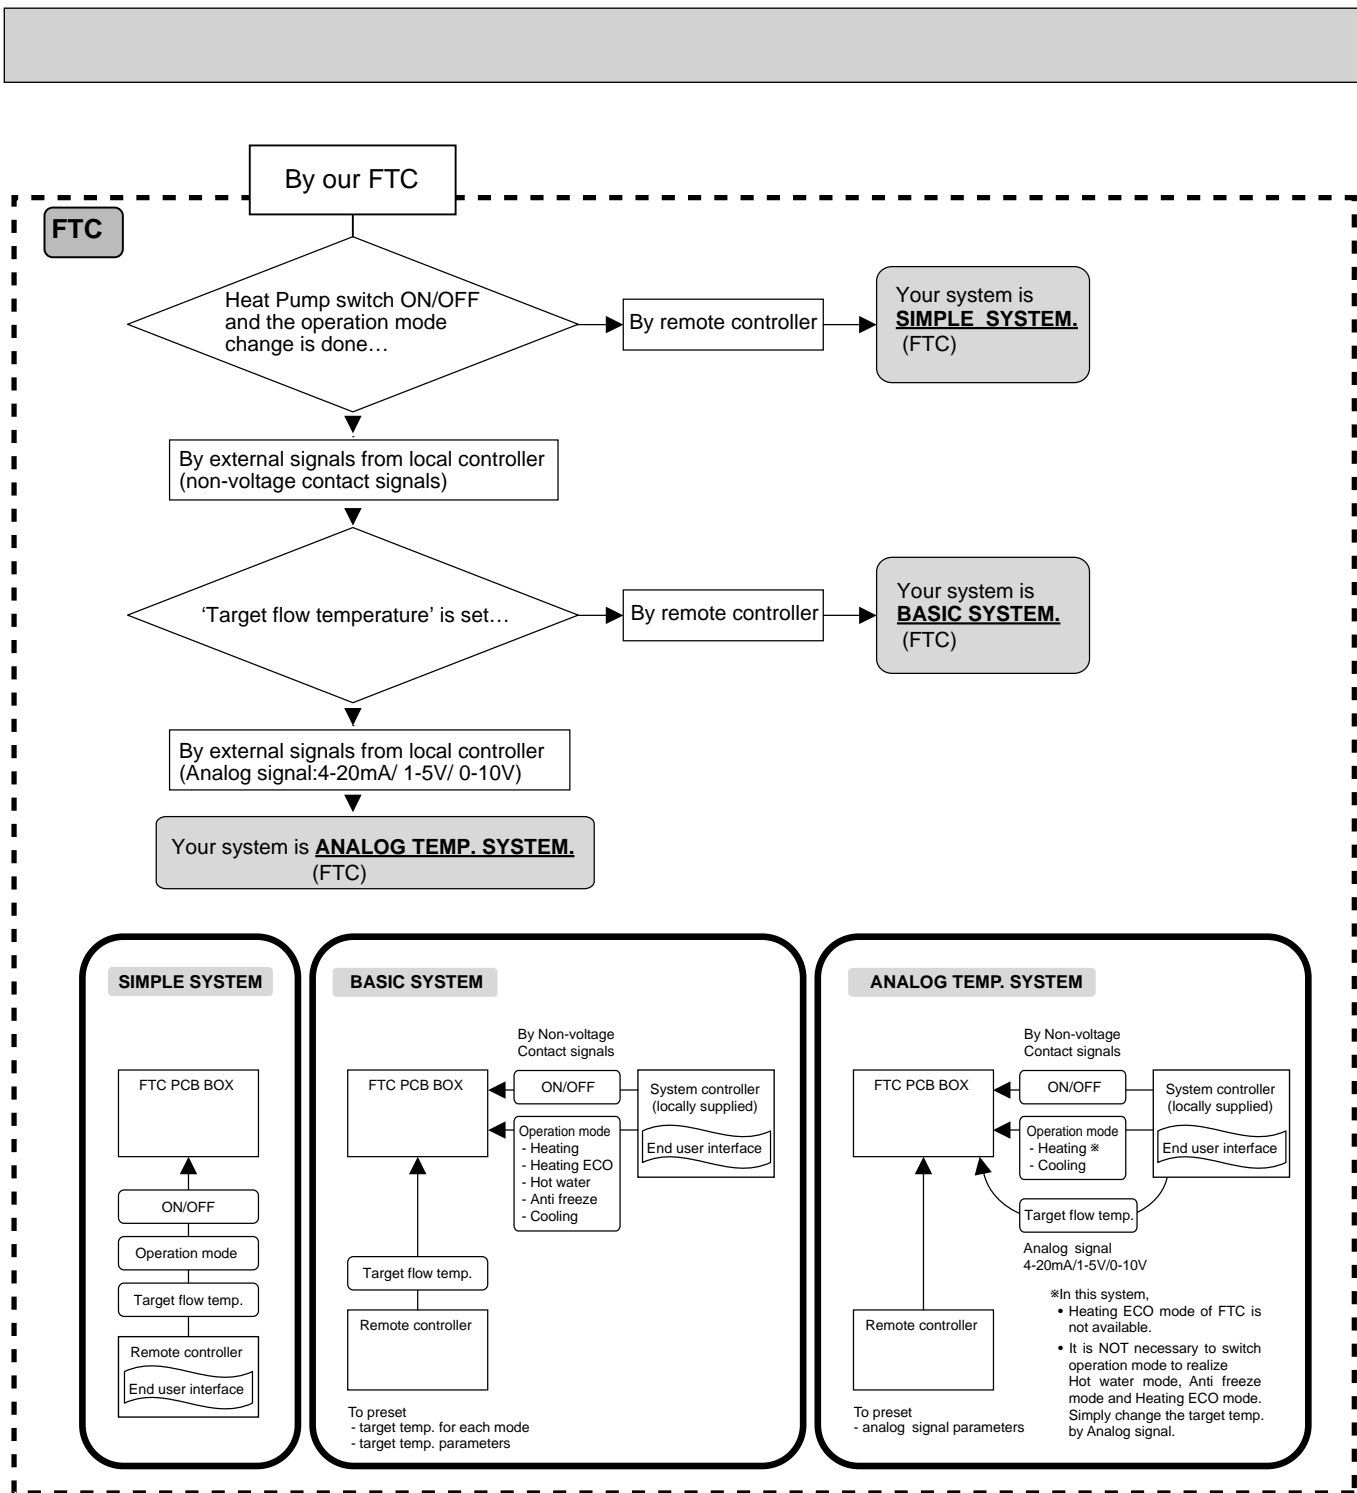 By our FTC
FTC
Heat Pump switch ON/OFF
and the operation mode
change is done…
By remote controller
Your system is
SIMPLE SYSTEM.
(FTC)
By external signals from local controller
(non-voltage contact signals)
‘Target flow temperature’ is set…
By remote controller
Your system is
BASIC SYSTEM.
(FTC)
By external signals from local controller
(Analog signal:4-20mA/ 1-5V/ 0-10V)
Your system is ANALOG TEMP. SYSTEM.
(FTC)
SIMPLE SYSTEM
FTC PCB BOX
ON/OFF
Operation mode
Target flow temp.
Remote controller
End user interface
BASIC SYSTEM
By Non-voltage
Contact signals
FTC PCB BOX
ON/OFF
System controller
(locally supplied)
End user interface
Operation mode
- Heating
- Heating ECO
- Hot water
- Anti freeze
- Cooling
Target flow temp.
Remote controller
To preset
- target temp. for each mode
- target temp. parameters
ANALOG TEMP. SYSTEM
By Non-voltage
Contact signals
FTC PCB BOX
ON/OFF
System controller
(locally supplied)
End user interface
Operation mode
- Heating ※
- Cooling
Target flow temp.
Analog signal
4-20mA/1-5V/0-10V
Remote controller
To preset
- analog signal parameters
※In this system,
• Heating ECO mode of FTC is
not available.
• It is NOT necessary to switch
operation mode to realize
Hot water mode, Anti freeze
mode and Heating ECO mode.
Simply change the target temp.
by Analog signal.